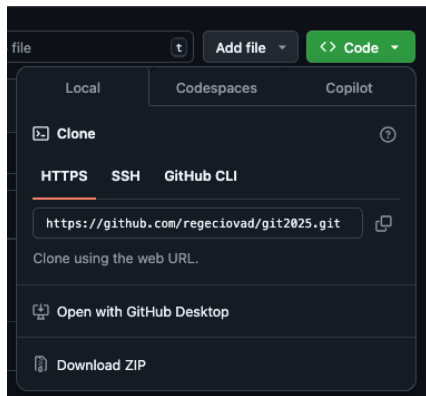 file t Add file <> Code
Local Codespaces Copilot
Clone
HTTPS SSH GitHub CLI
https://github.com/regeciovad/git2025.git
Clone using the web URL.
Open with GitHub Desktop
Download ZIP